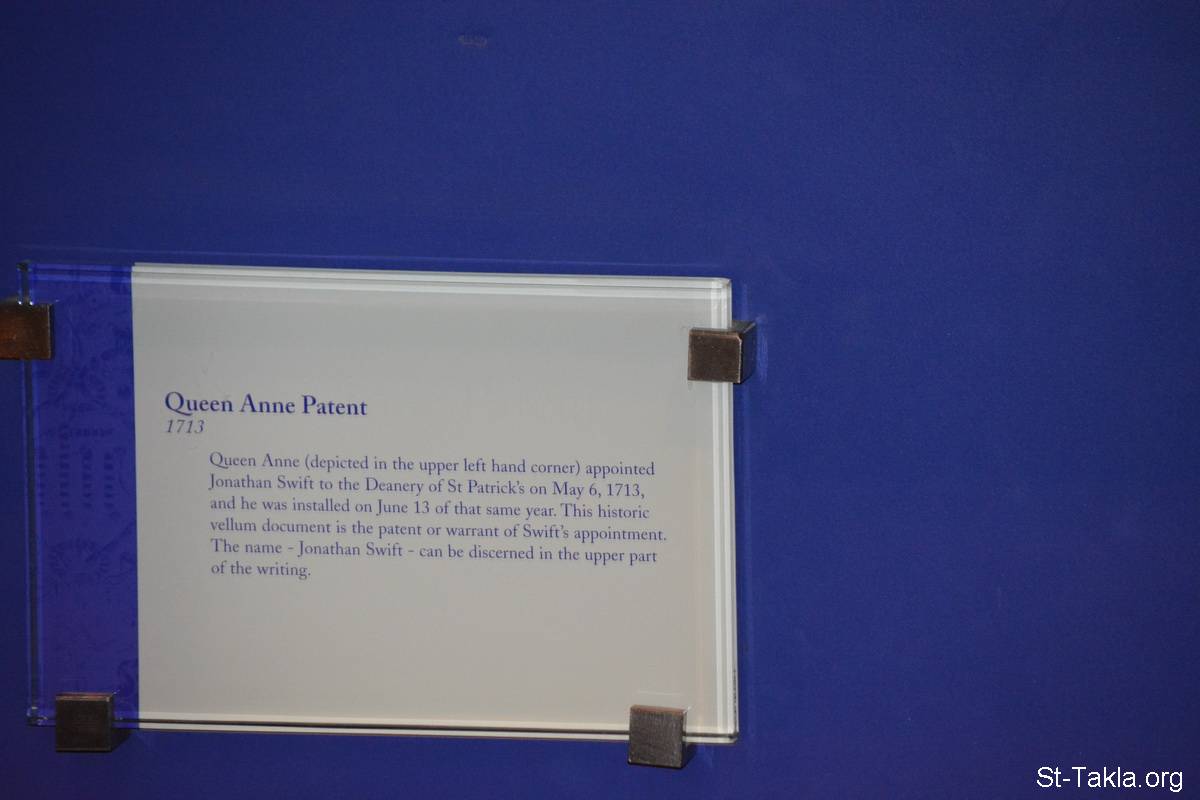 Queen Anne Patent
1713
Queen Anne (depicted in the upper left hand corner) appointed
Jonathan Swift to the Deanery of St Patrick's on May 6, 1713,
and he was installed on June 13 of that same year. This historic
vellum document is the patent or warrant of Swift's appointment.
The name - Jonathan Swift - can be discerned in the upper part
of the writing.
St-Takla.org